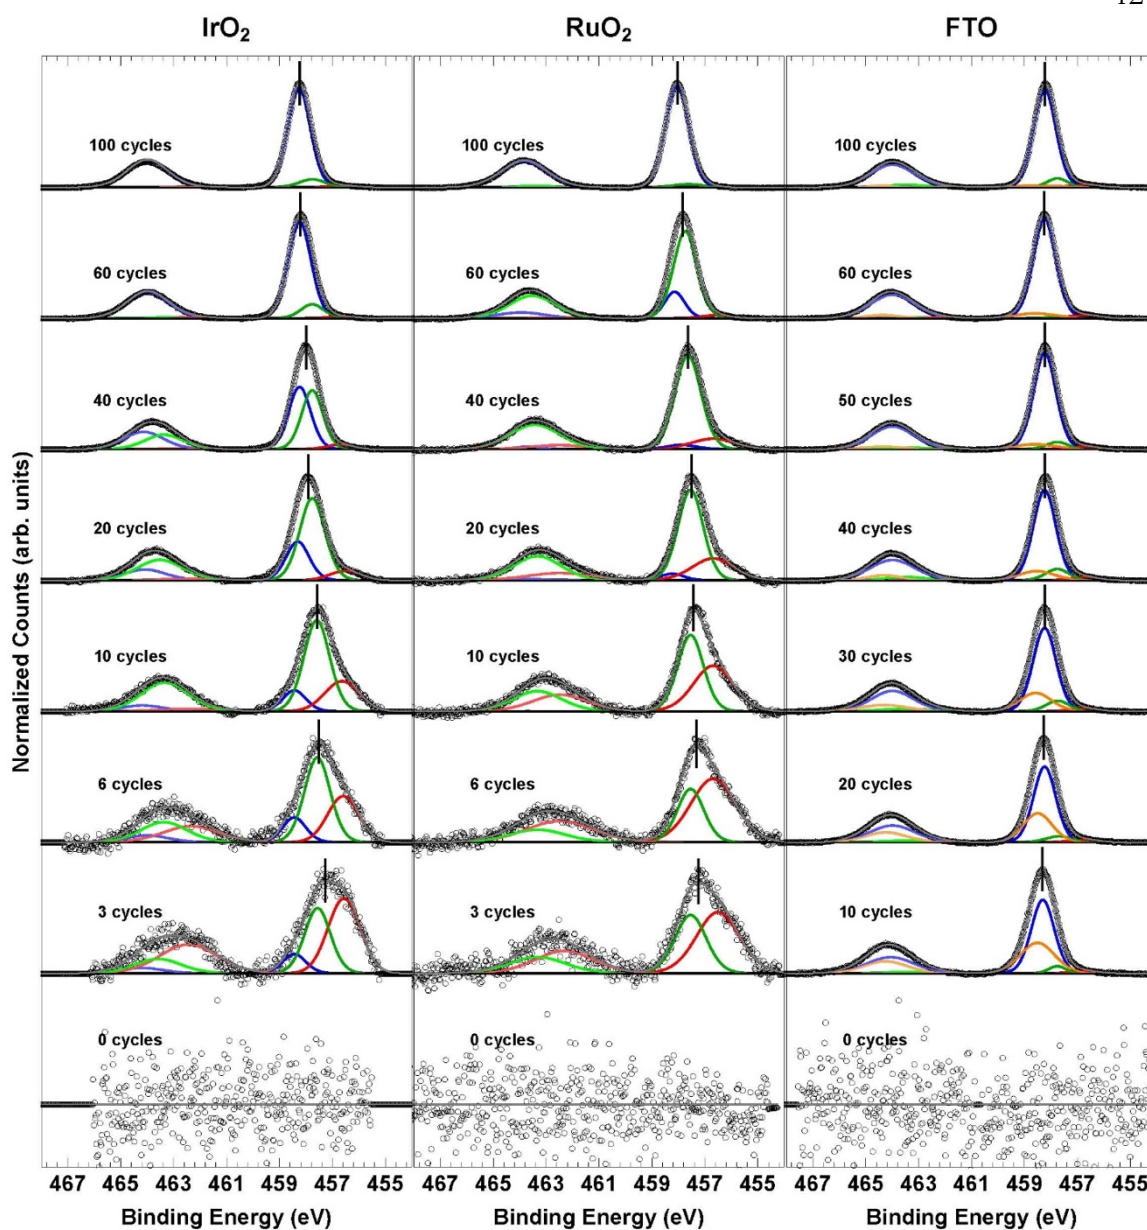 12
IrO₂ RuO₂ FTO
100 cycles 100 cycles 100 cycles
60 cycles 60 cycles 60 cycles
40 cycles 40 cycles 50 cycles
20 cycles 20 cycles 40 cycles
10 cycles 10 cycles 30 cycles
6 cycles 6 cycles 20 cycles
3 cycles 3 cycles 10 cycles
0 cycles 0 cycles 0 cycles
Normalized Counts (arb. units)
467 465 463 461 459 457 455 467 465 463 461 459 457 455 467 465 463 461 459 457 455
Binding Energy (eV) Binding Energy (eV) Binding Energy (eV)